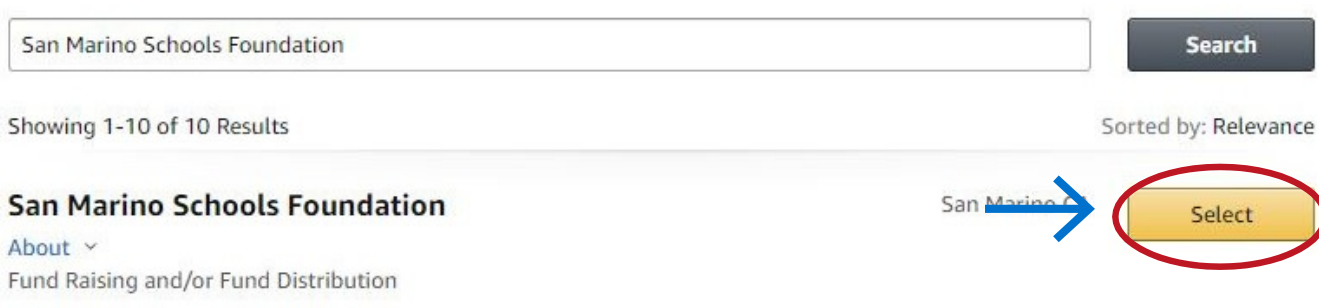 San Marino Schools Foundation
Search
Showing 1-10 of 10 Results
Sorted by: Relevance
San Marino Schools Foundation
San Marino CA
Select
About
Fund Raising and/or Fund Distribution